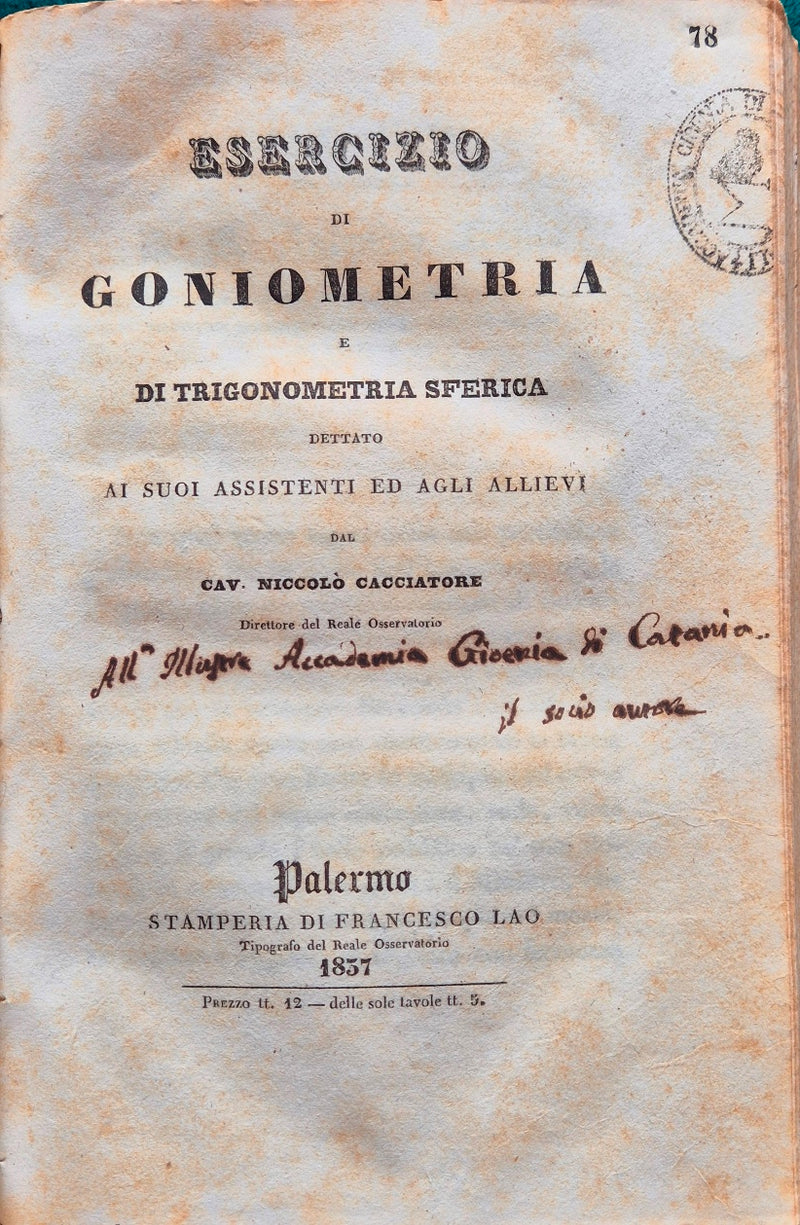 78
ESERCIZIO
DI
GONIOMETRIA
E
DI TRIGONOMETRIA SFERICA
DETTATO
AI SUOI ASSISTENTI ED AGLI ALLIEVI
DAL
CAV. NICCOLÒ CACCIATORE
Direttore del Reale Osservatorio
All'' Illustre Accademia Gioenia di Catania..
il socio autore
Palermo
STAMPERIA DI FRANCESCO LAO
Tipografo del Reale Osservatorio
1837
PREZZO tt. 12 — delle sole tavole tt. 5.